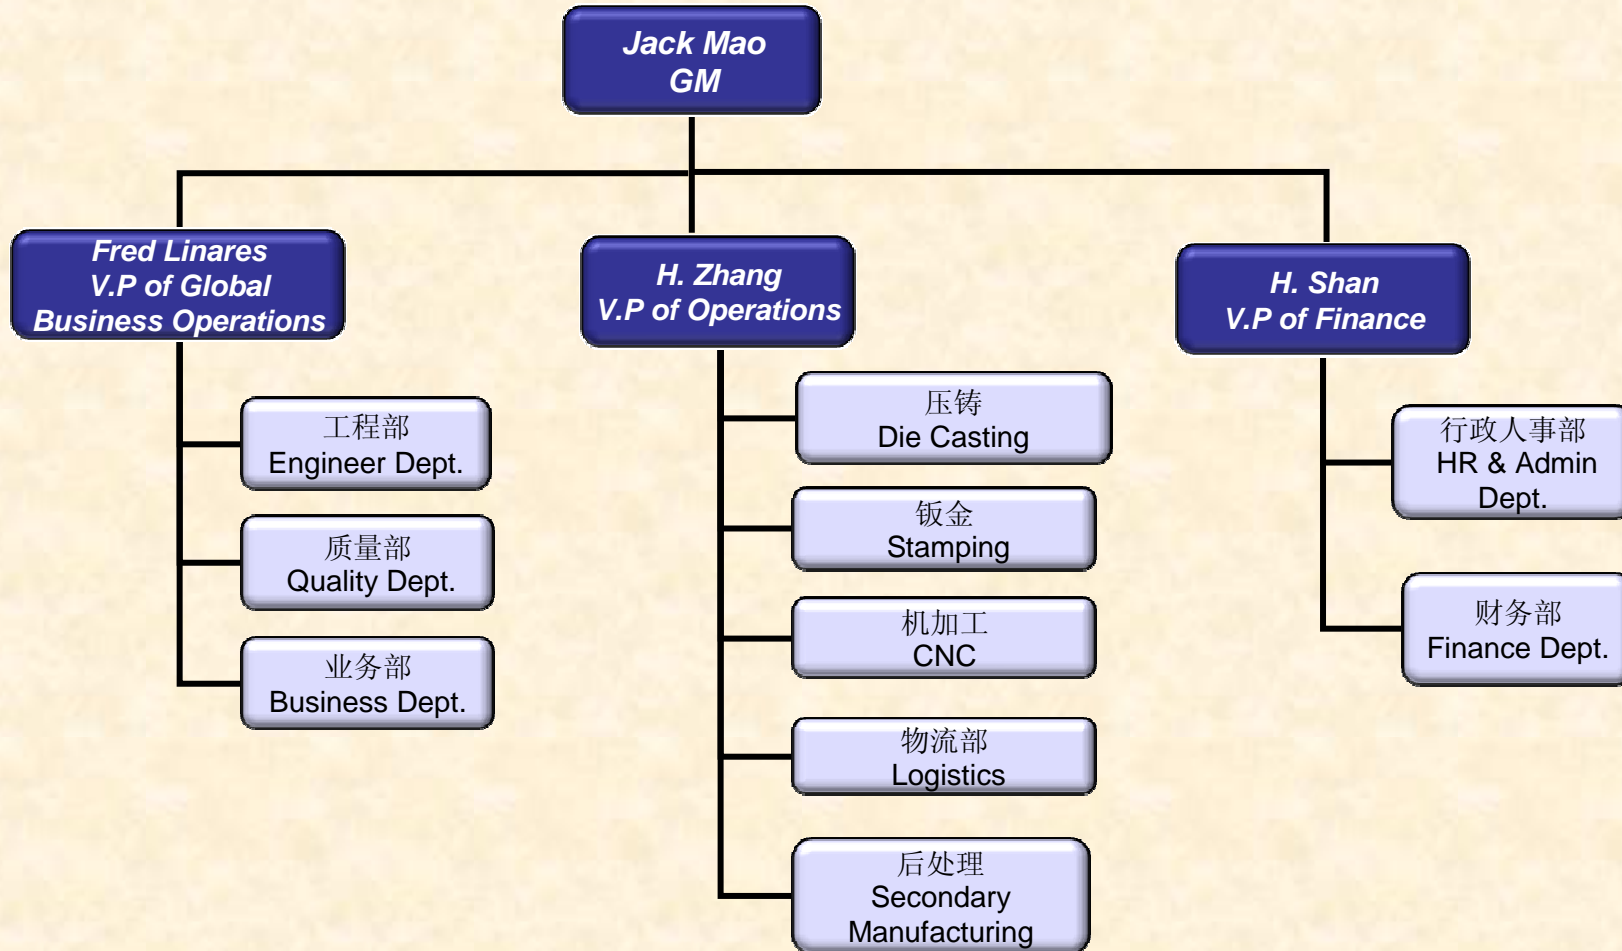 Jack Mao
GM
Fred Linares
V.P of Global
Business Operations
H. Zhang
V.P of Operations
H. Shan
V.P of Finance
工程部
Engineer Dept.
质量部
Quality Dept.
业务部
Business Dept.
压铸
Die Casting
钣金
Stamping
机加工
CNC
物流部
Logistics
后处理
Secondary
Manufacturing
行政人事部
HR & Admin
Dept.
财务部
Finance Dept.